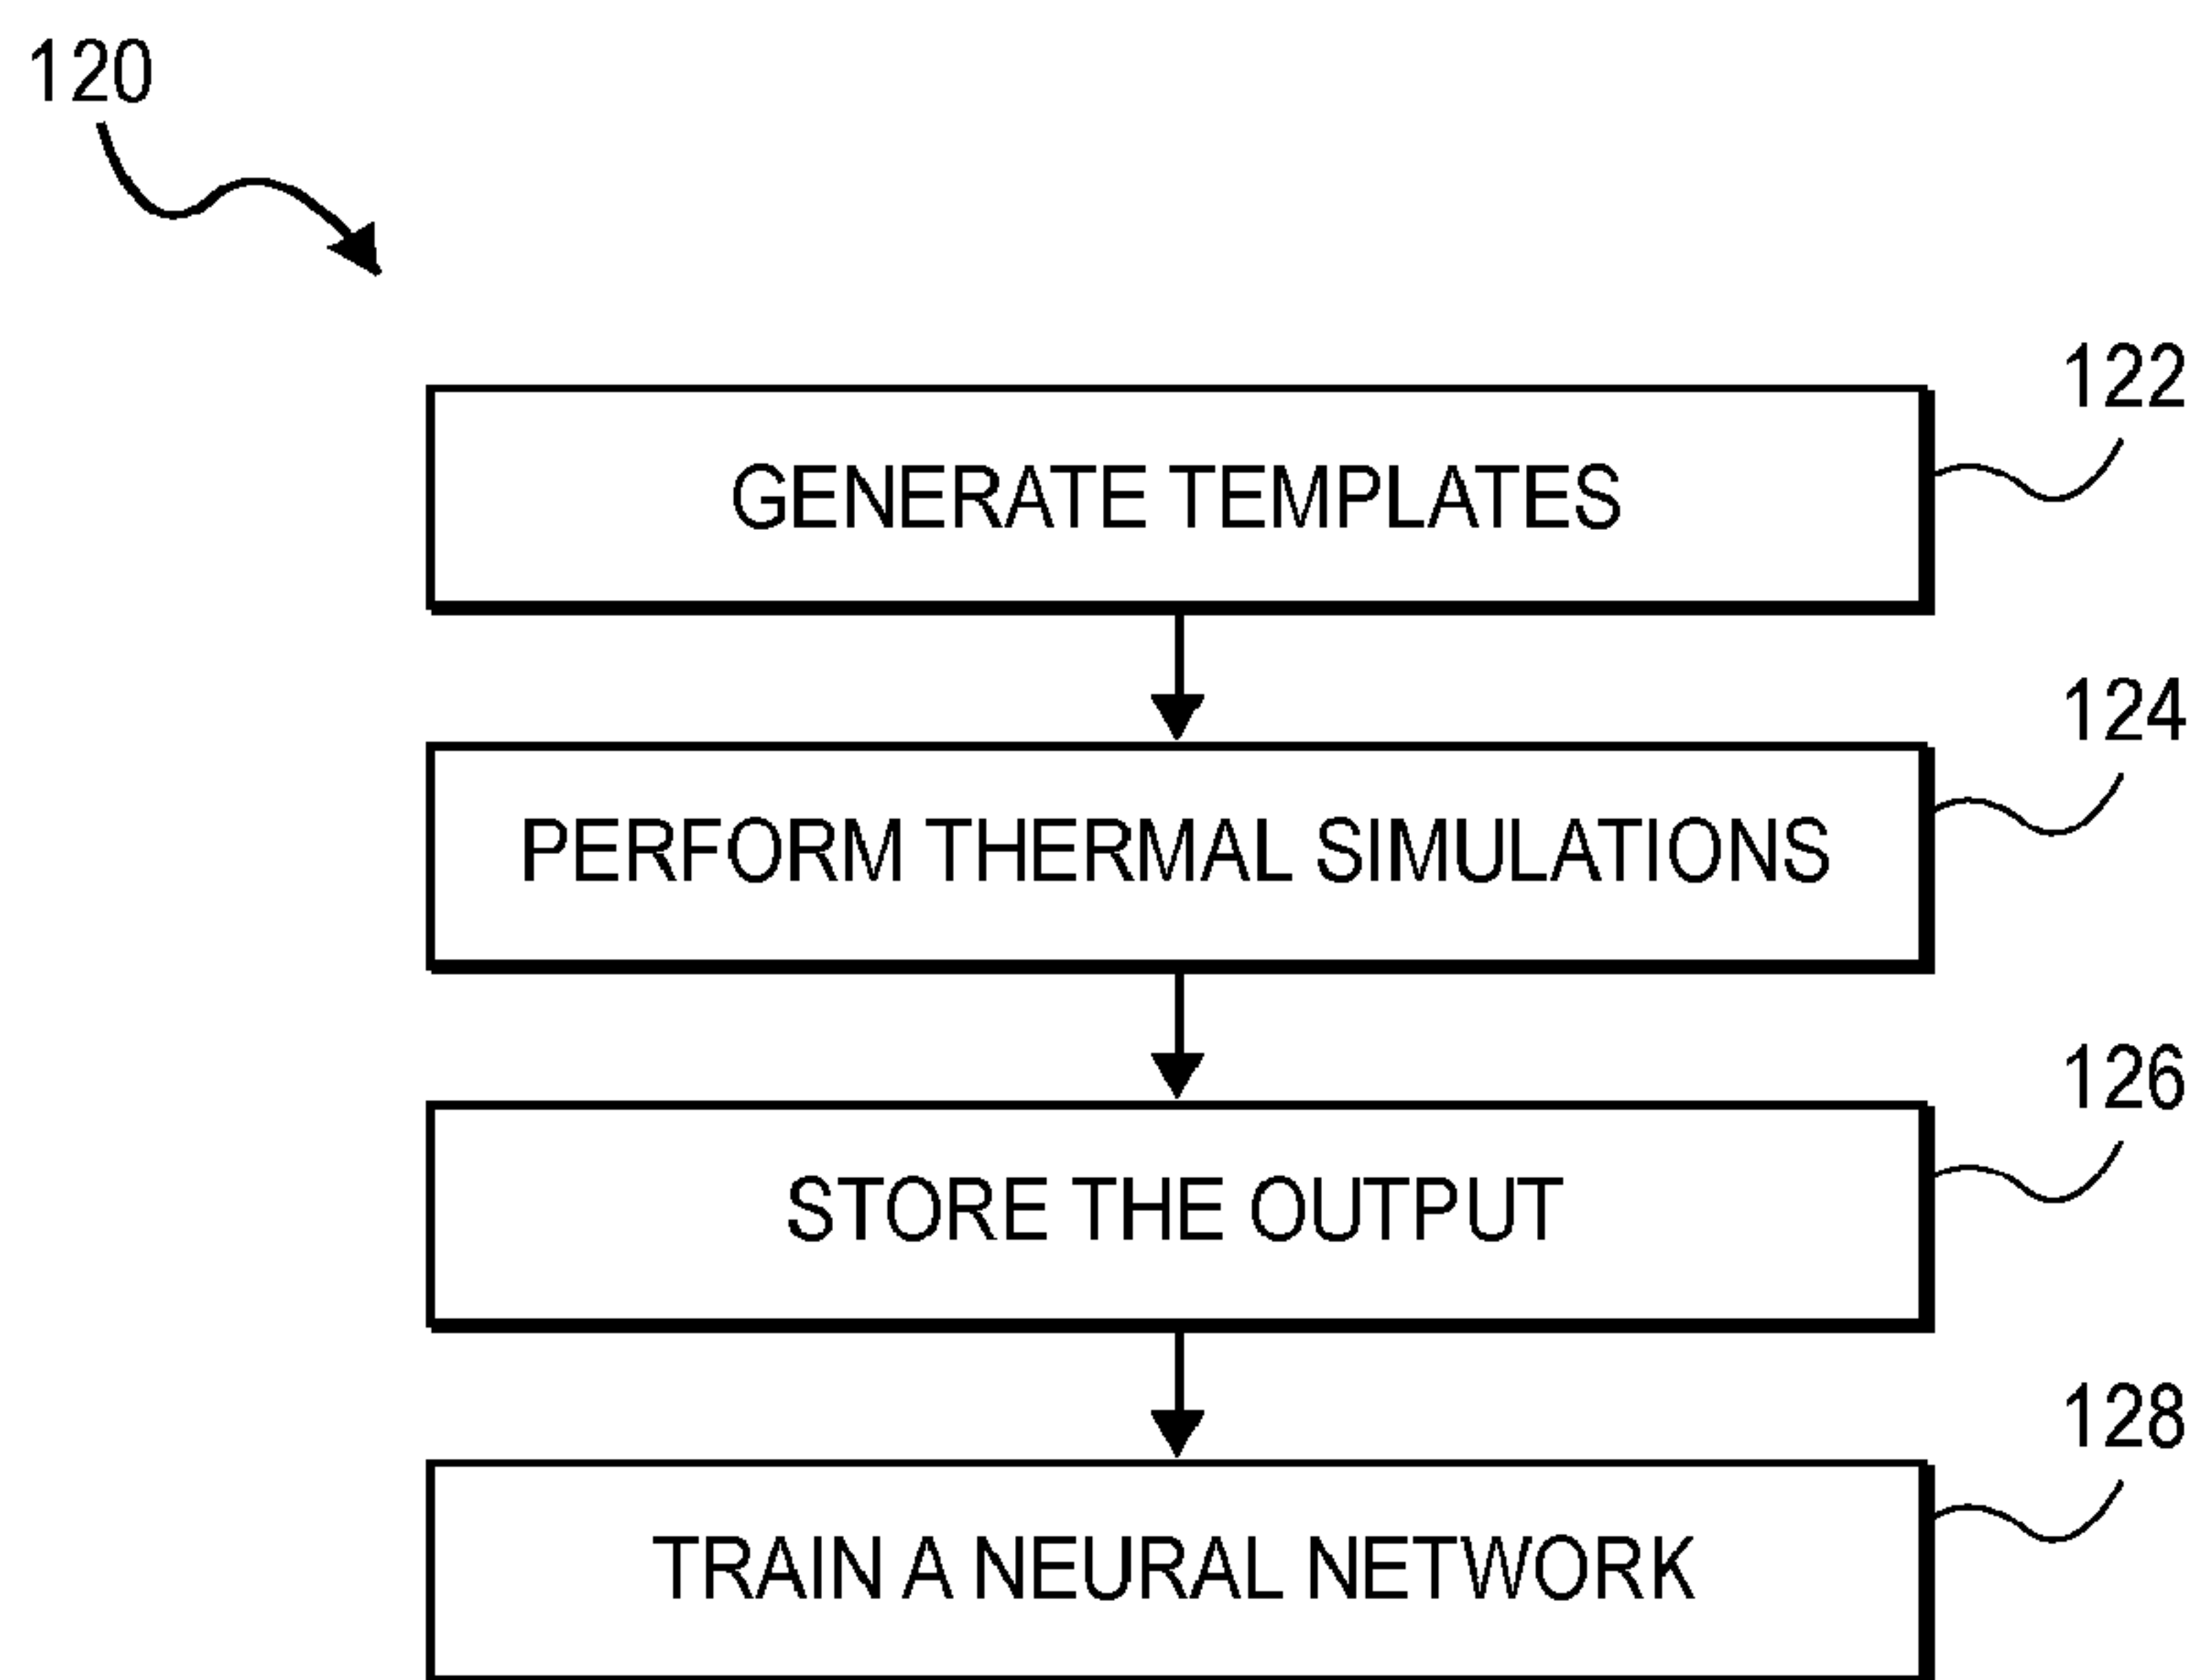 120
122
GENERATE TEMPLATES
124
PERFORM THERMAL SIMULATIONS
126
STORE THE OUTPUT
128
TRAIN A NEURAL NETWORK